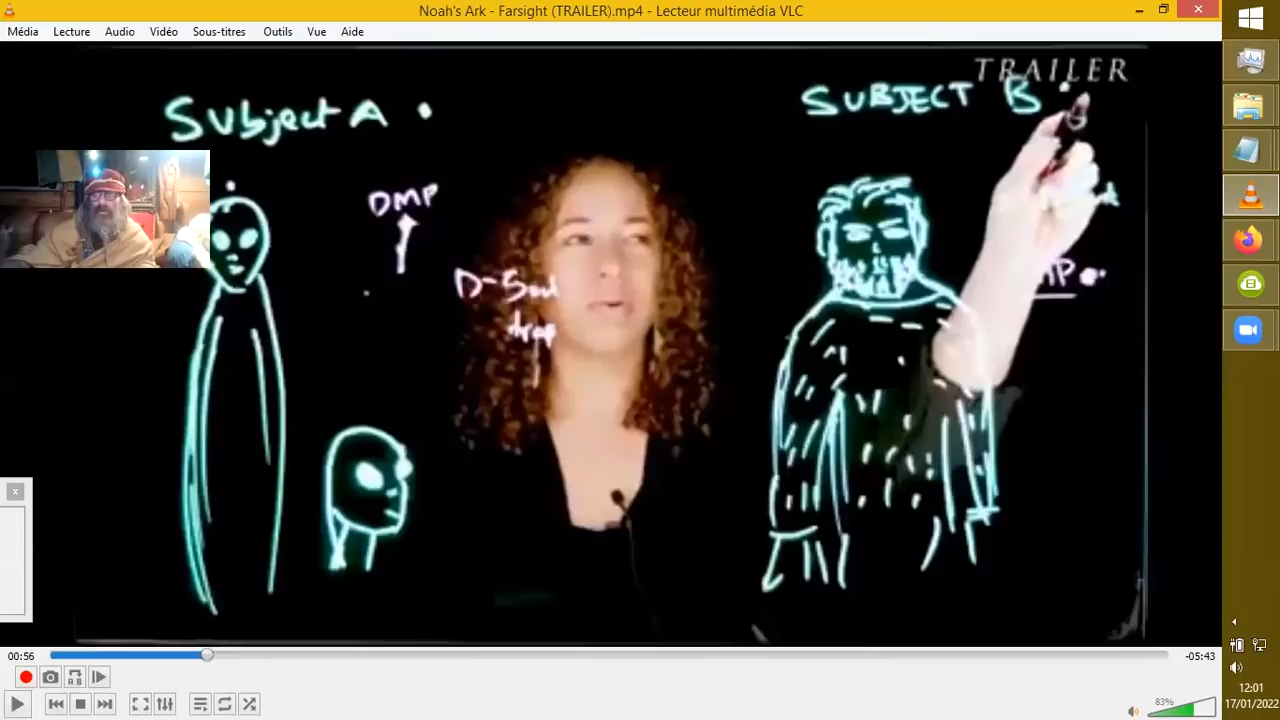 Noah's Ark - Farsight (TRAILER).mp4 - Lecteur multimédia VLC
Média Lecture Audio Vidéo Sous-titres Outils Vue Aide
TRAILER
Subject A
SUBJECT B
DMP
D-Soul
drop
00:56
-05:43
83%
12:01
17/01/2022